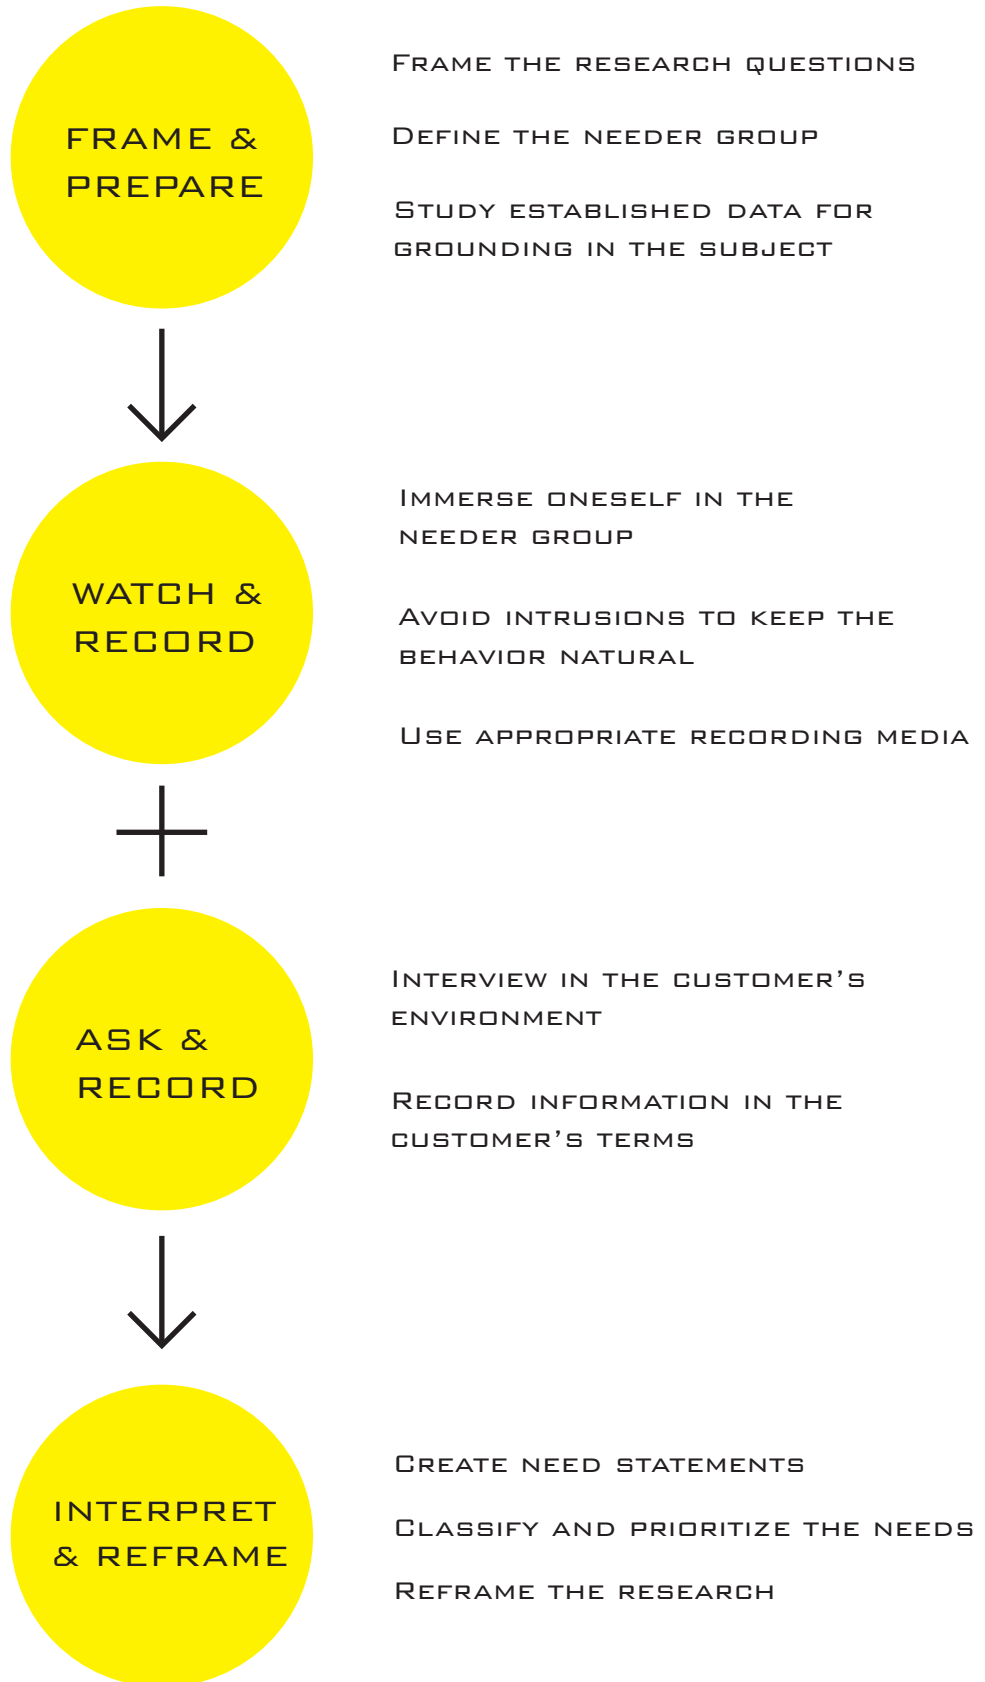 FRAME &
PREPARE
Frame the research questions
Define the needer group
Study established data for
grounding in the subject
WATCH &
RECORD
Immerse oneself in the
needer group
Avoid intrusions to keep the
behavior natural
Use appropriate recording media
ASK &
RECORD
Interview in the customer’s
environment
Record information in the
customer’s terms
INTERPRET
& REFRAME
Create need statements
Classify and prioritize the needs
Reframe the research